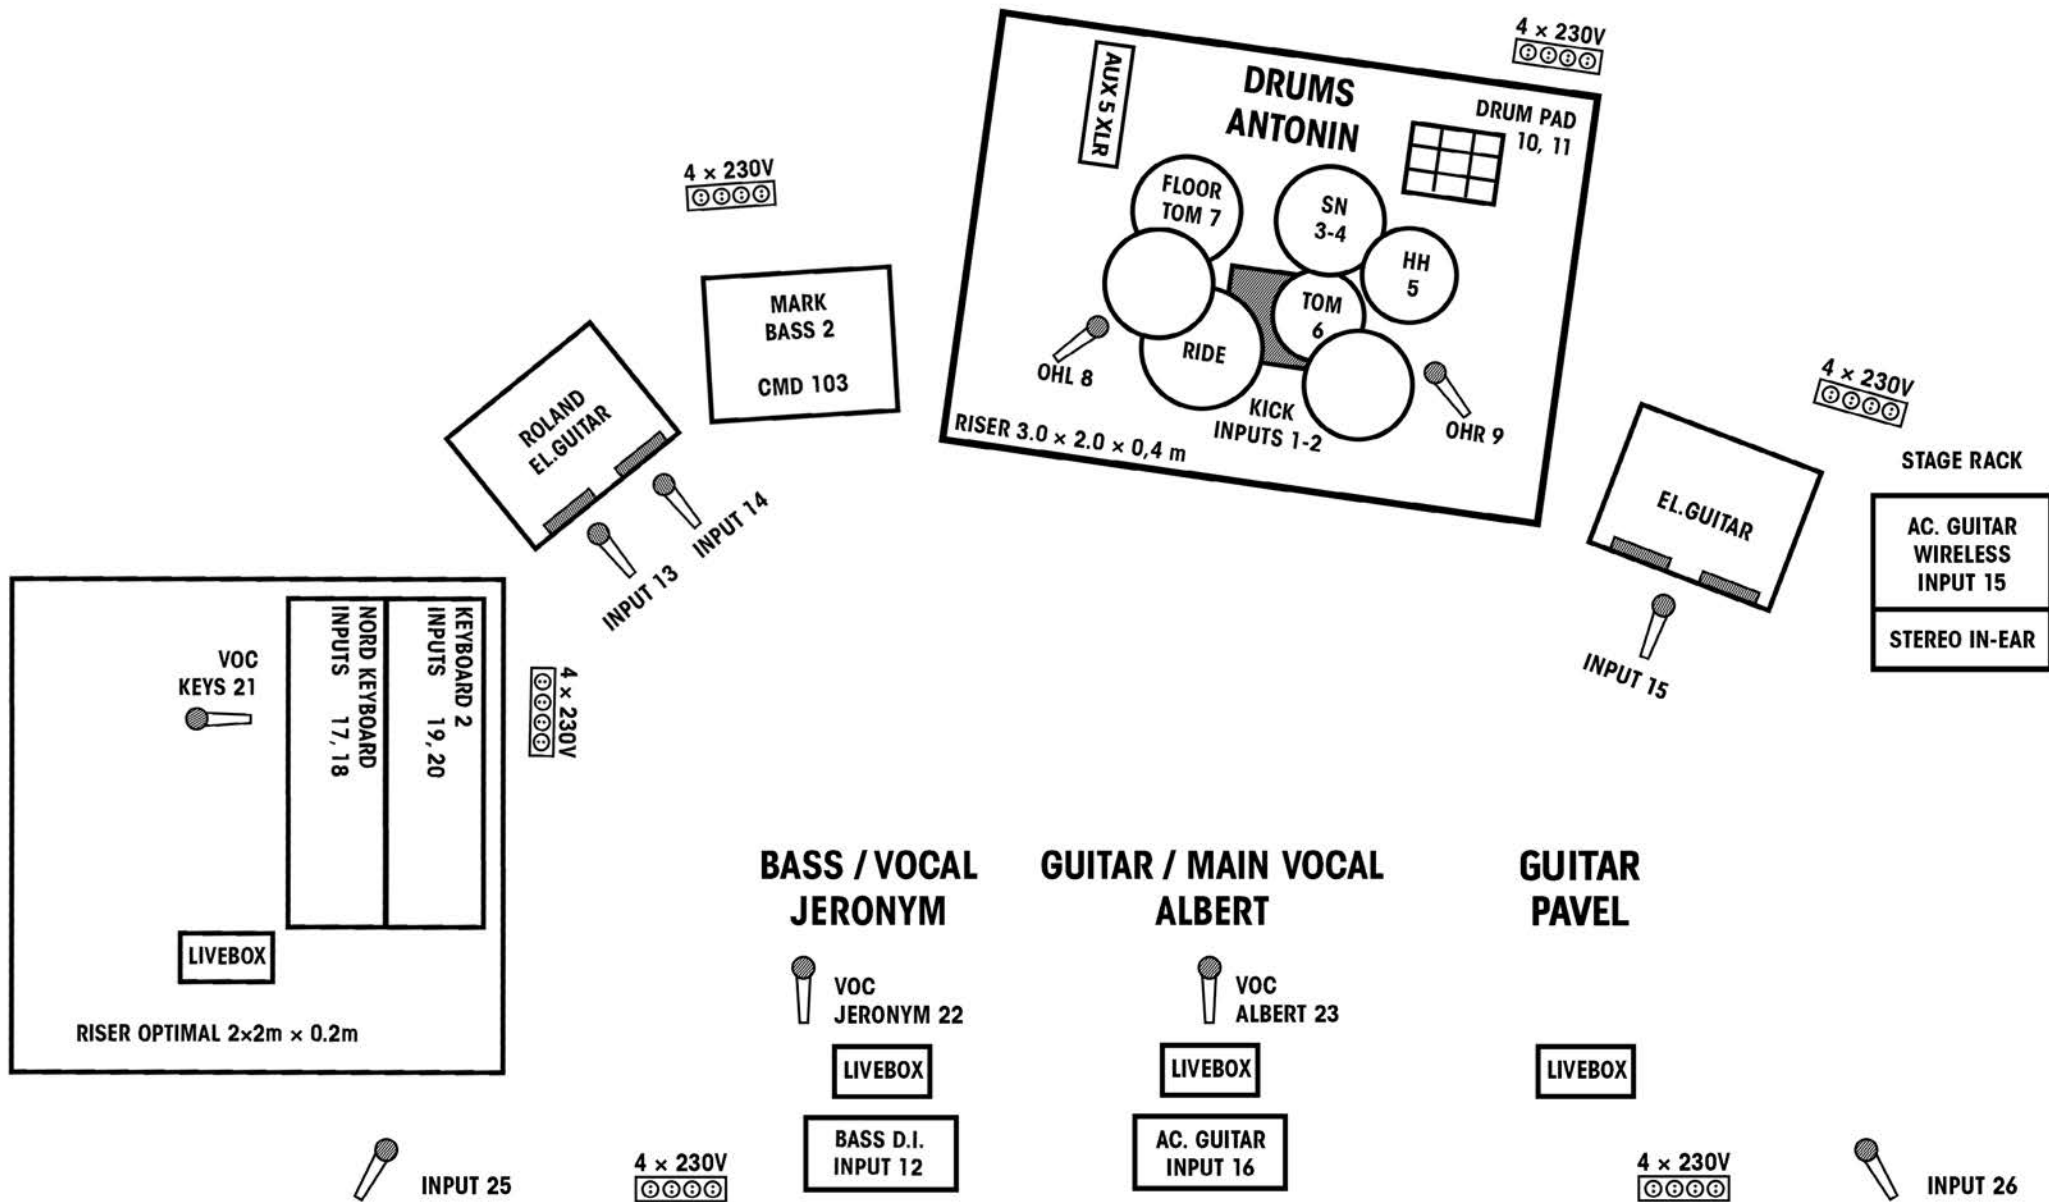 4 × 230V
DRUMS
ANTONIN
AUX 5 XLR
DRUM PAD
10, 11
FLOOR
TOM 7
SN
3-4
HH
5
TOM
6
RIDE
OHL 8
KICK
INPUTS 1-2
OHR 9
RISER 3.0 × 2.0 × 0,4 m
4 × 230V
MARK
BASS 2
CMD 103
ROLAND
EL.GUITAR
INPUT 14
INPUT 13
4 × 230V
EL.GUITAR
INPUT 15
STAGE RACK
AC. GUITAR
WIRELESS
INPUT 15
STEREO IN-EAR
VOC
KEYS 21
KEYBOARD 2
INPUTS 19, 20
NORD KEYBOARD
INPUTS 17, 18
4 × 230V
LIVEBOX
RISER OPTIMAL 2×2m × 0.2m
BASS / VOCAL
JERONYM
VOC
JERONYM 22
LIVEBOX
BASS D.I.
INPUT 12
GUITAR / MAIN VOCAL
ALBERT
VOC
ALBERT 23
LIVEBOX
AC. GUITAR
INPUT 16
GUITAR
PAVEL
LIVEBOX
INPUT 25
4 × 230V
4 × 230V
INPUT 26